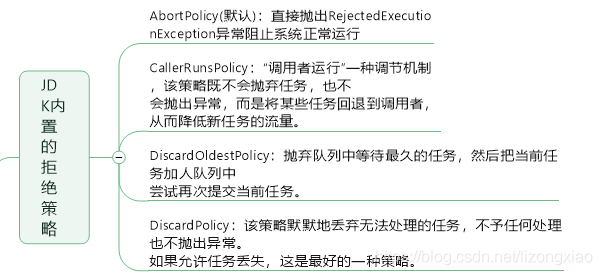 JD
K内
置
的
拒
绝
策
略
AbortPolicy(默认)：直接抛出RejectedExecutio
nException异常阻止系统正常运行
CallerRunsPolicy：“调用者运行”一种调节机制
，该策略既不会抛弃任务，也不
会抛出异常，而是将某些任务回退到调用者，
从而降低新任务的流量。
DiscardOldestPolicy：抛弃队列中等待最久的任务，然后把当前任
务加人队列中
尝试再次提交当前任务。
DiscardPolicy：该策略默默地丢弃无法处理的任务，不予任何处理
也不抛出异常。
如果允许任务丢失，这是最好的一种策略。
https://blog.csdn.net/lizongxiao